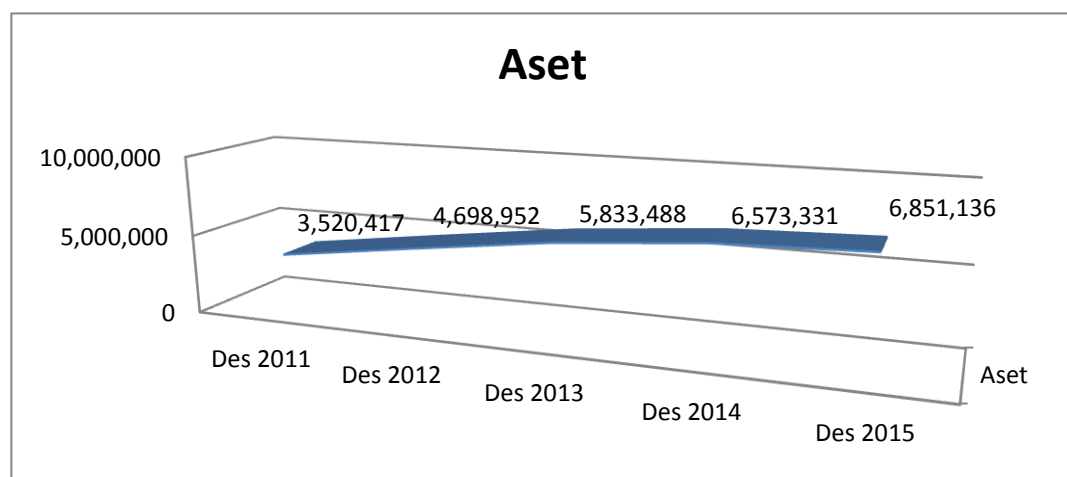 Aset
10,000,000
5,000,000
0
3,520,417
4,698,952
5,833,488
6,573,331
6,851,136
Des 2011
Des 2012
Des 2013
Des 2014
Des 2015
Aset